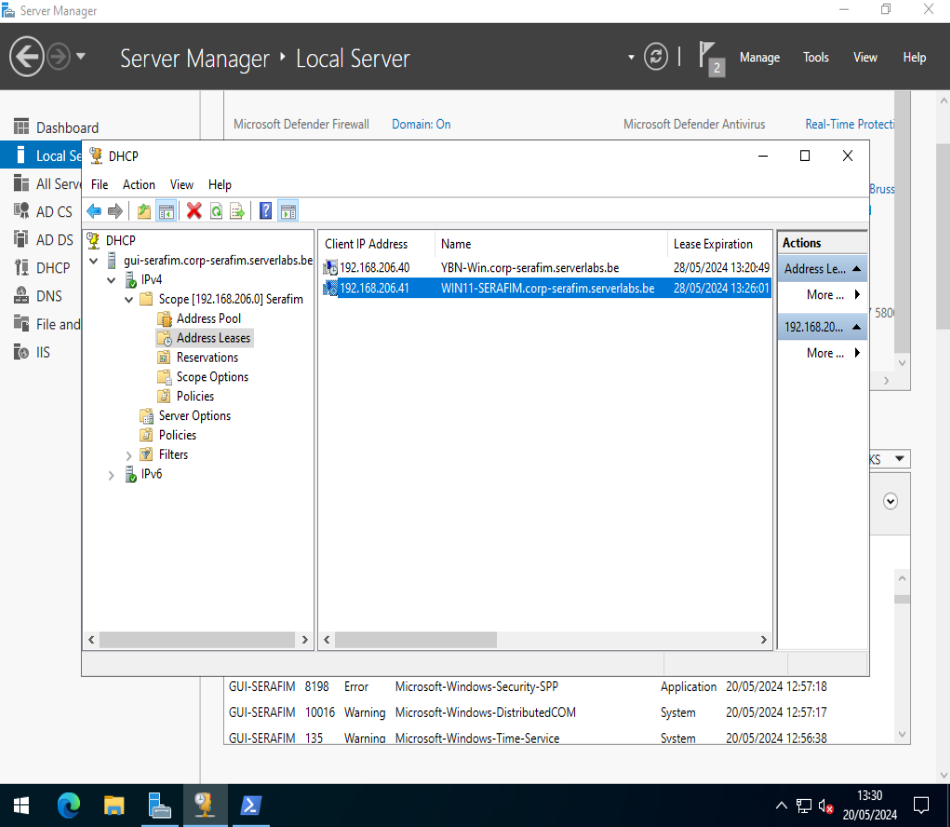 Server Manager
Server Manager ‣ Local Server
2 Manage Tools View Help
Dashboard
Microsoft Defender Firewall Domain: On Microsoft Defender Antivirus Real-Time Protecti
Local Se
DHCP
All Serve
File Action View Help
Bruss
AD CS
AD DS
DHCP
DNS
File and
IIS
DHCP
gui-serafim.corp-serafim.serverlabs.be
IPv4
Scope [192.168.206.0] Serafim
Address Pool
Address Leases
Reservations
Scope Options
Policies
Server Options
Policies
Filters
IPv6
Client IP Address Name Lease Expiration
192.168.206.40 YBN-Win.corp-serafim.serverlabs.be 28/05/2024 13:20:49
192.168.206.41 WIN11-SERAFIM.corp-serafim.serverlabs.be 28/05/2024 13:26:01
Actions
Address Le...
More ...
192.168.20...
More ...
580
KS
GUI-SERAFIM 8198 Error Microsoft-Windows-Security-SPP Application 20/05/2024 12:57:18
GUI-SERAFIM 10016 Warning Microsoft-Windows-DistributedCOM System 20/05/2024 12:57:17
GUI-SERAFIM 135 Warning Microsoft-Windows-Time-Service System 20/05/2024 12:56:38
13:30
20/05/2024